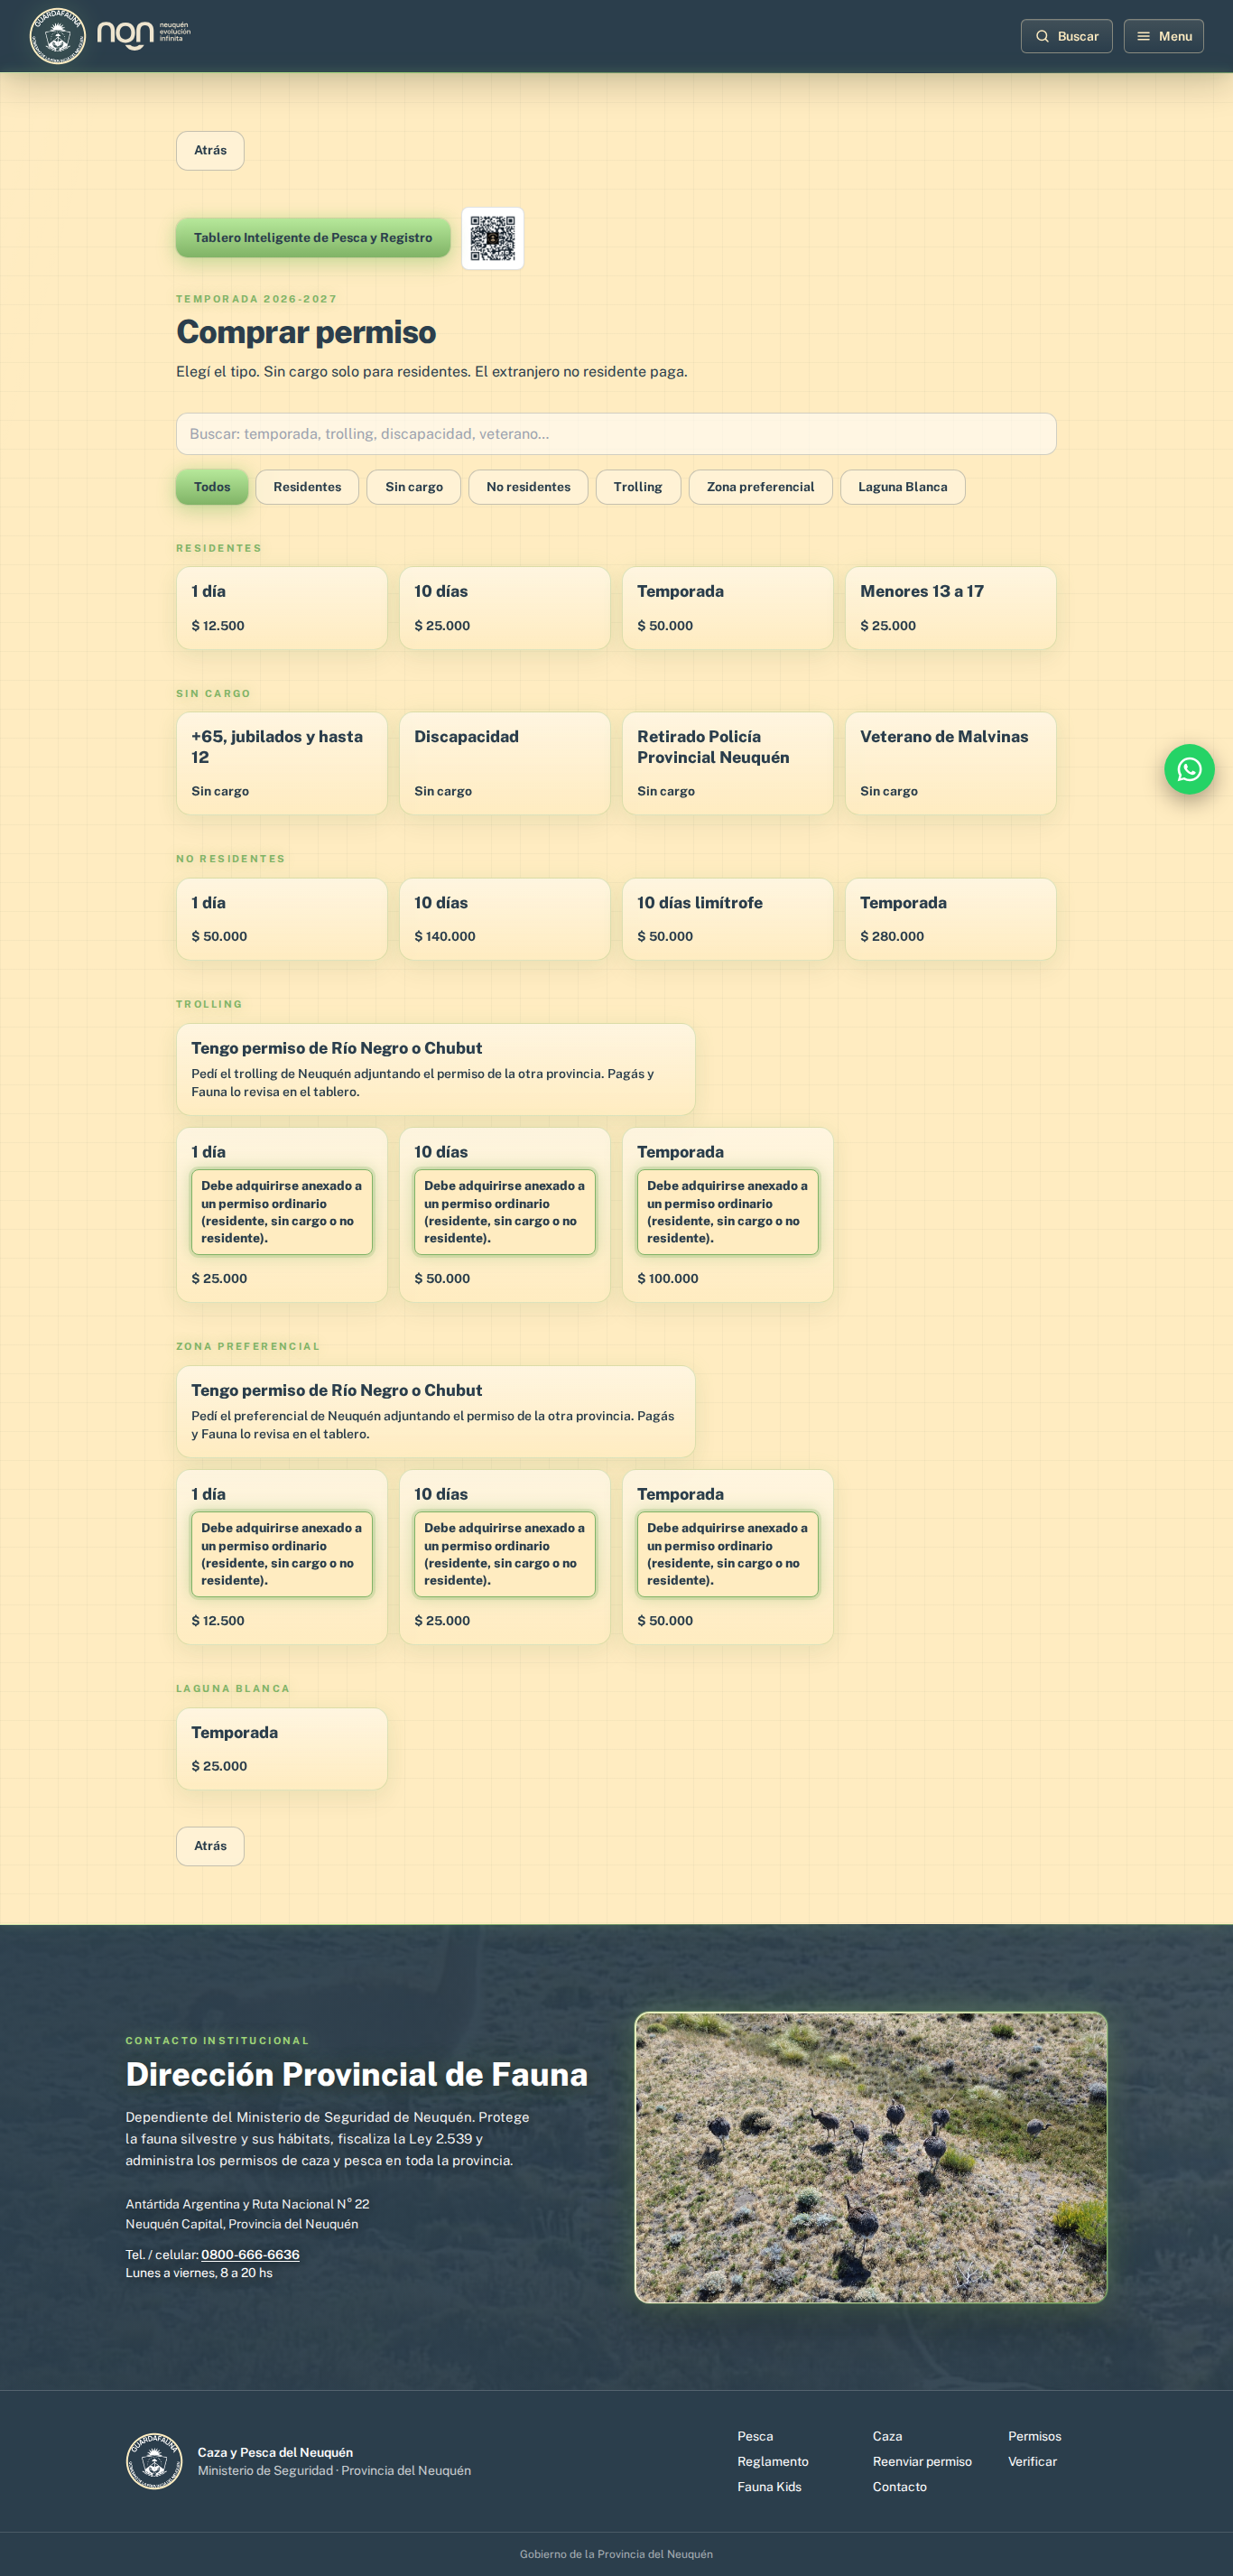 GUARDAFAUNA
non
neuquén
evolución
infinita
Buscar
Menu
Atrás
Tablero Inteligente de Pesca y Registro
TEMPORADA 2026-2027
Comprar permiso
Elegí el tipo. Sin cargo solo para residentes. El extranjero no residente paga.
Buscar: temporada, trolling, discapacidad, veterano...
Todos
Residentes
Sin cargo
No residentes
Trolling
Zona preferencial
Laguna Blanca
RESIDENTES
1 día
$ 12.500
10 días
$ 25.000
Temporada
$ 50.000
Menores 13 a 17
$ 25.000
SIN CARGO
+65, jubilados y hasta
12
Sin cargo
Discapacidad
Sin cargo
Retirado Policía
Provincial Neuquén
Sin cargo
Veterano de Malvinas
Sin cargo
NO RESIDENTES
1 día
$ 50.000
10 días
$ 140.000
10 días limítrofe
$ 50.000
Temporada
$ 280.000
TROLLING
Tengo permiso de Río Negro o Chubut
Pedí el trolling de Neuquén adjuntando el permiso de la otra provincia. Pagás y
Fauna lo revisa en el tablero.
1 día
Debe adquirirse anexado a
un permiso ordinario
(residente, sin cargo o no
residente).
$ 25.000
10 días
Debe adquirirse anexado a
un permiso ordinario
(residente, sin cargo o no
residente).
$ 50.000
Temporada
Debe adquirirse anexado a
un permiso ordinario
(residente, sin cargo o no
residente).
$ 100.000
ZONA PREFERENCIAL
Tengo permiso de Río Negro o Chubut
Pedí el preferencial de Neuquén adjuntando el permiso de la otra provincia. Pagás
y Fauna lo revisa en el tablero.
1 día
Debe adquirirse anexado a
un permiso ordinario
(residente, sin cargo o no
residente).
$ 12.500
10 días
Debe adquirirse anexado a
un permiso ordinario
(residente, sin cargo o no
residente).
$ 25.000
Temporada
Debe adquirirse anexado a
un permiso ordinario
(residente, sin cargo o no
residente).
$ 50.000
LAGUNA BLANCA
Temporada
$ 25.000
Atrás
CONTACTO INSTITUCIONAL
Dirección Provincial de Fauna
Dependiente del Ministerio de Seguridad de Neuquén. Protege
la fauna silvestre y sus hábitats, fiscaliza la Ley 2.539 y
administra los permisos de caza y pesca en toda la provincia.
Antártida Argentina y Ruta Nacional N° 22
Neuquén Capital, Provincia del Neuquén
Tel. / celular: 0800-666-6636
Lunes a viernes, 8 a 20 hs
GUARDAFAUNA
Caza y Pesca del Neuquén
Ministerio de Seguridad · Provincia del Neuquén
Pesca
Caza
Permisos
Reglamento
Reenviar permiso
Verificar
Fauna Kids
Contacto
Gobierno de la Provincia del Neuquén